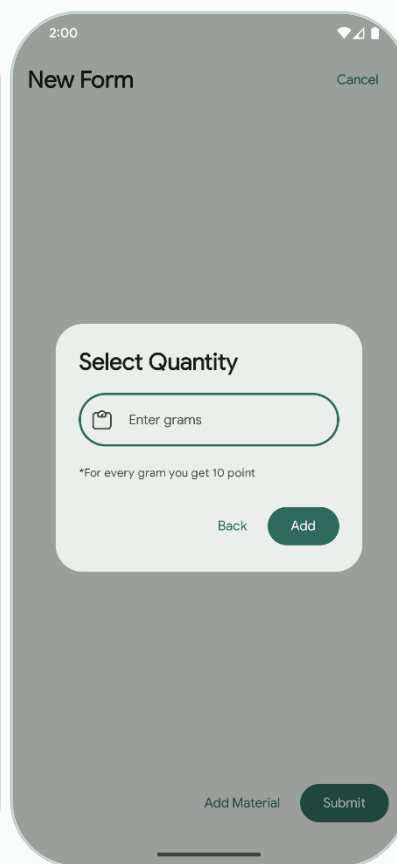 2:00
New Form
Cancel
Select Quantity
Enter grams
*For every gram you get 10 point
Back
Add
Add Material
Submit